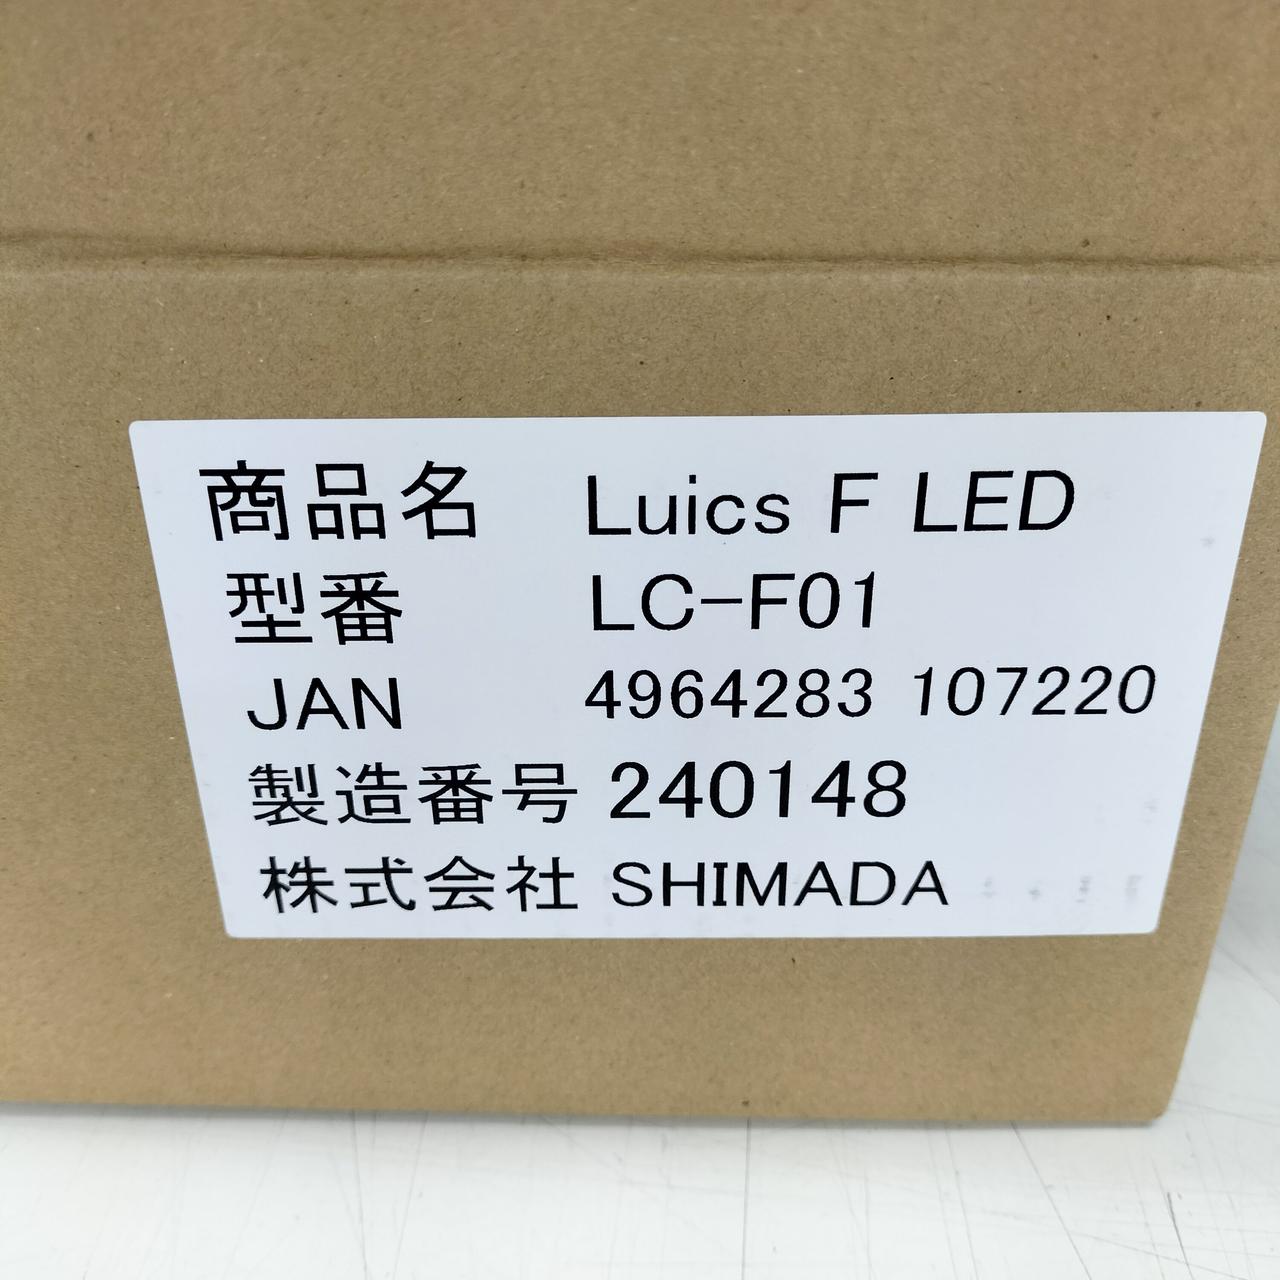 商品名 Luics F LED
型番 LC-F01
JAN 4964283 107220
製造番号 240148
株式会社 SHIMADA